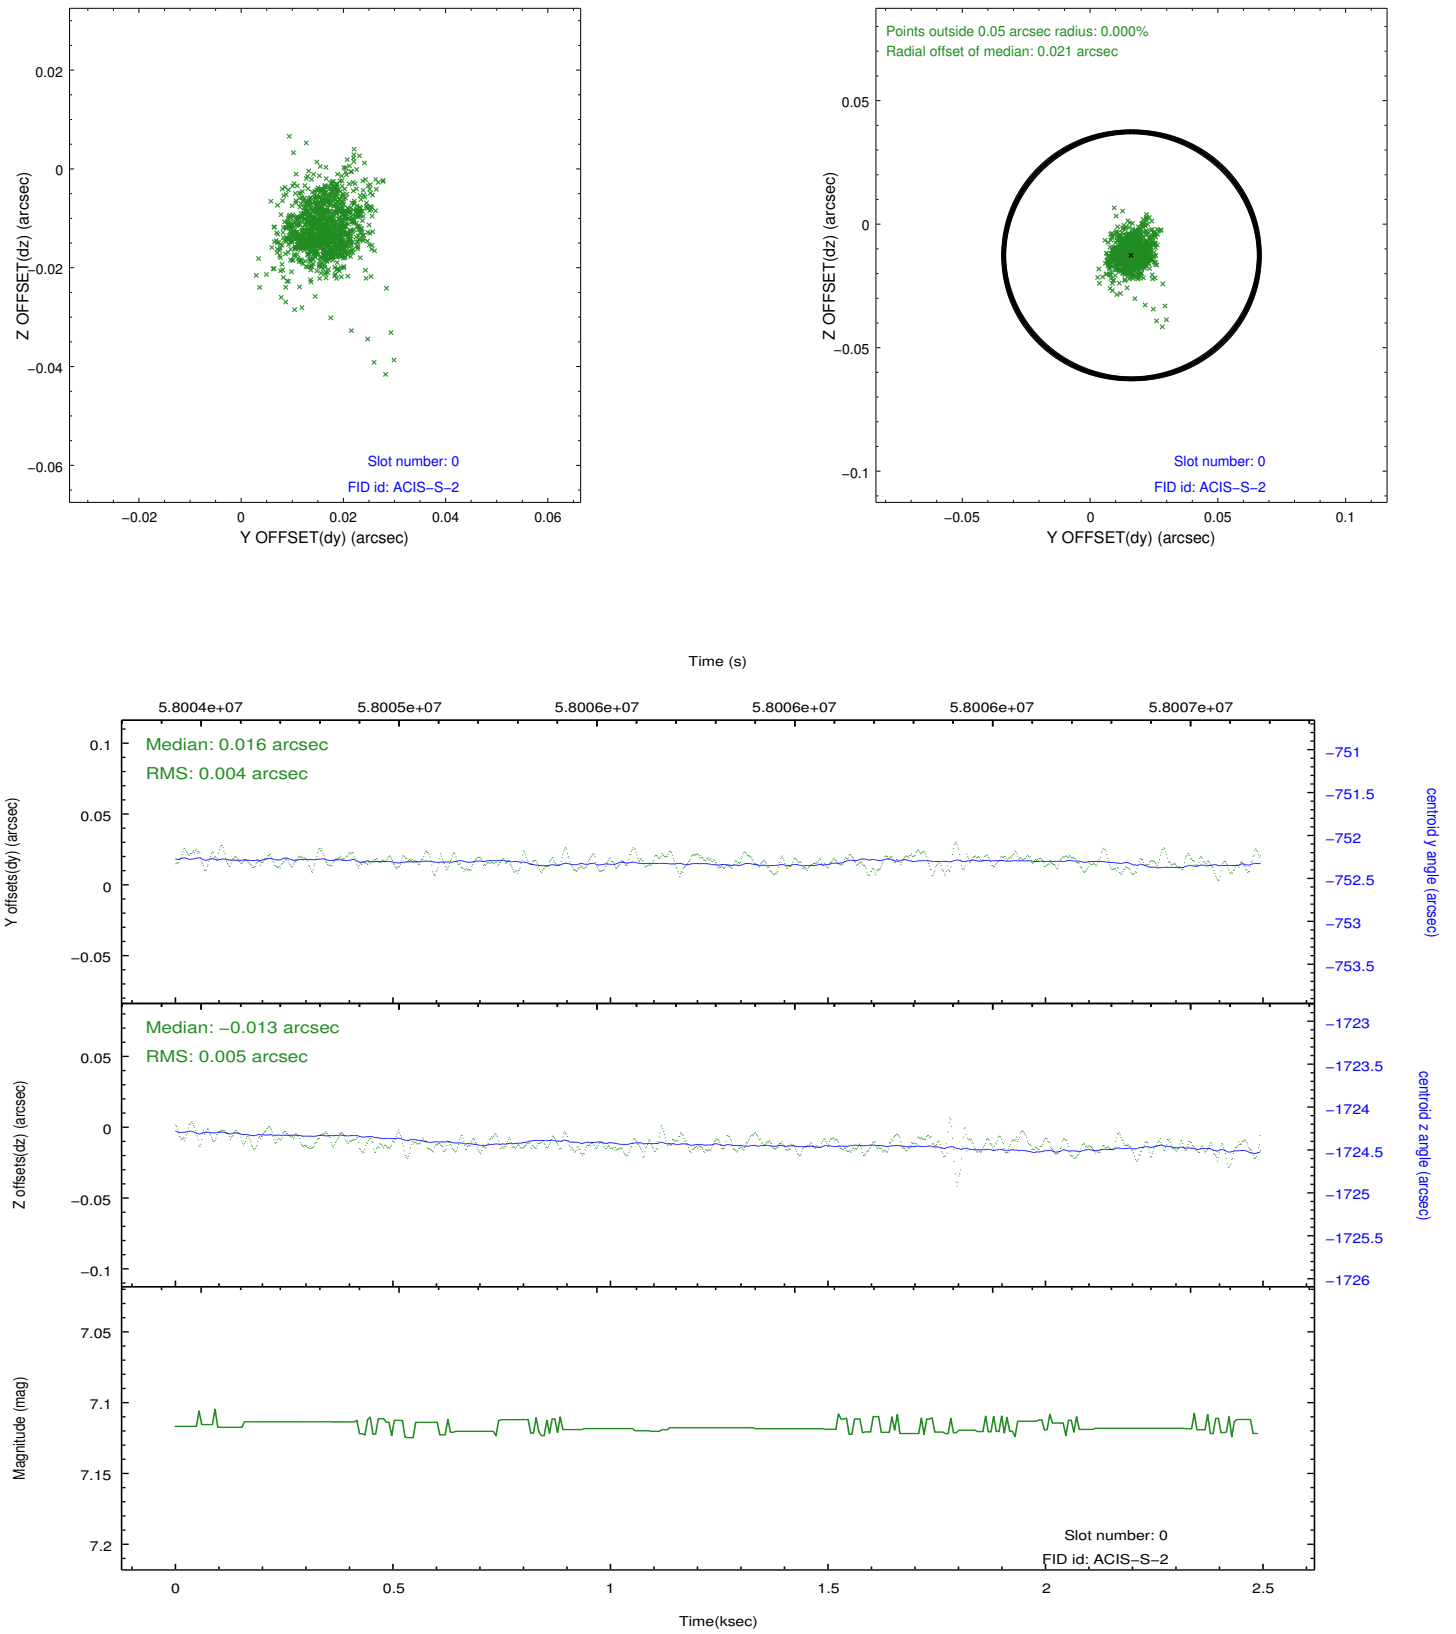 0.02
0
−0.02
−0.04
−0.06
Z OFFSET(dz) (arcsec)
Slot number: 0
FID id: ACIS−S−2
−0.02
0
0.02
0.04
0.06
Y OFFSET(dy) (arcsec)
Points outside 0.05 arcsec radius: 0.000%
Radial offset of median: 0.021 arcsec
0.05
0
−0.05
−0.1
Z OFFSET(dz) (arcsec)
Slot number: 0
FID id: ACIS−S−2
−0.05
0
0.05
0.1
Y OFFSET(dy) (arcsec)
Time (s)
5.8004e+07
5.8005e+07
5.8006e+07
5.8006e+07
5.8006e+07
5.8007e+07
Median: 0.016 arcsec
RMS: 0.004 arcsec
0.1
0.05
0
−0.05
Y offsets(dy) (arcsec)
−751
−751.5
−752
−752.5
−753
−753.5
centroid y angle (arcsec)
Median: −0.013 arcsec
RMS: 0.005 arcsec
0.05
0
−0.05
−0.1
Z offsets(dz) (arcsec)
−1723
−1723.5
−1724
−1724.5
−1725
−1725.5
−1726
centroid z angle (arcsec)
7.05
7.1
7.15
7.2
Magnitude (mag)
Slot number: 0
FID id: ACIS−S−2
0
0.5
1
1.5
2
2.5
Time(ksec)